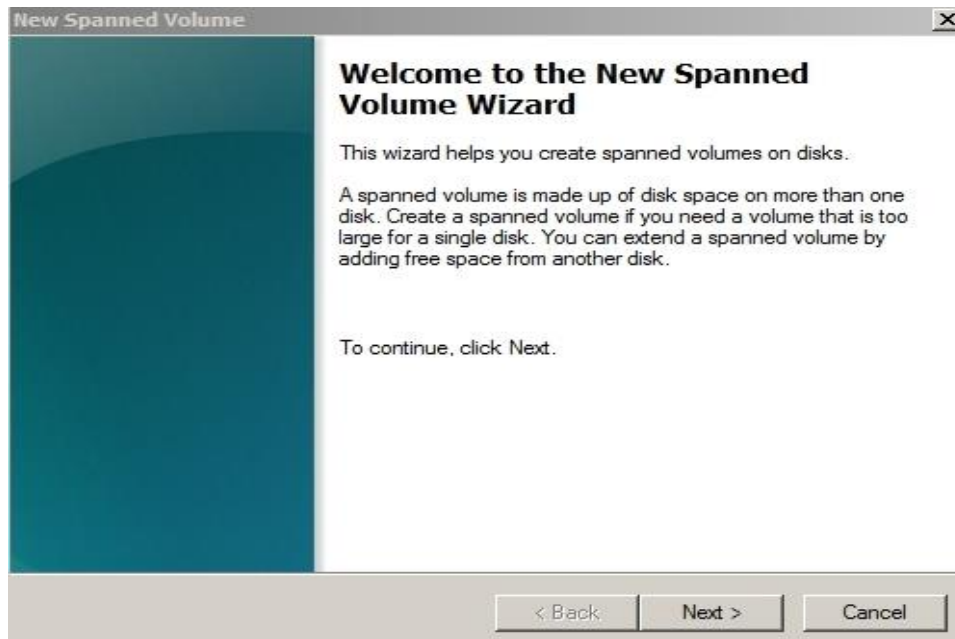 New Spanned Volume
Welcome to the New Spanned
Volume Wizard
This wizard helps you create spanned volumes on disks.
A spanned volume is made up of disk space on more than one
disk. Create a spanned volume if you need a volume that is too
large for a single disk. You can extend a spanned volume by
adding free space from another disk.
To continue, click Next.
< Back
Next >
Cancel